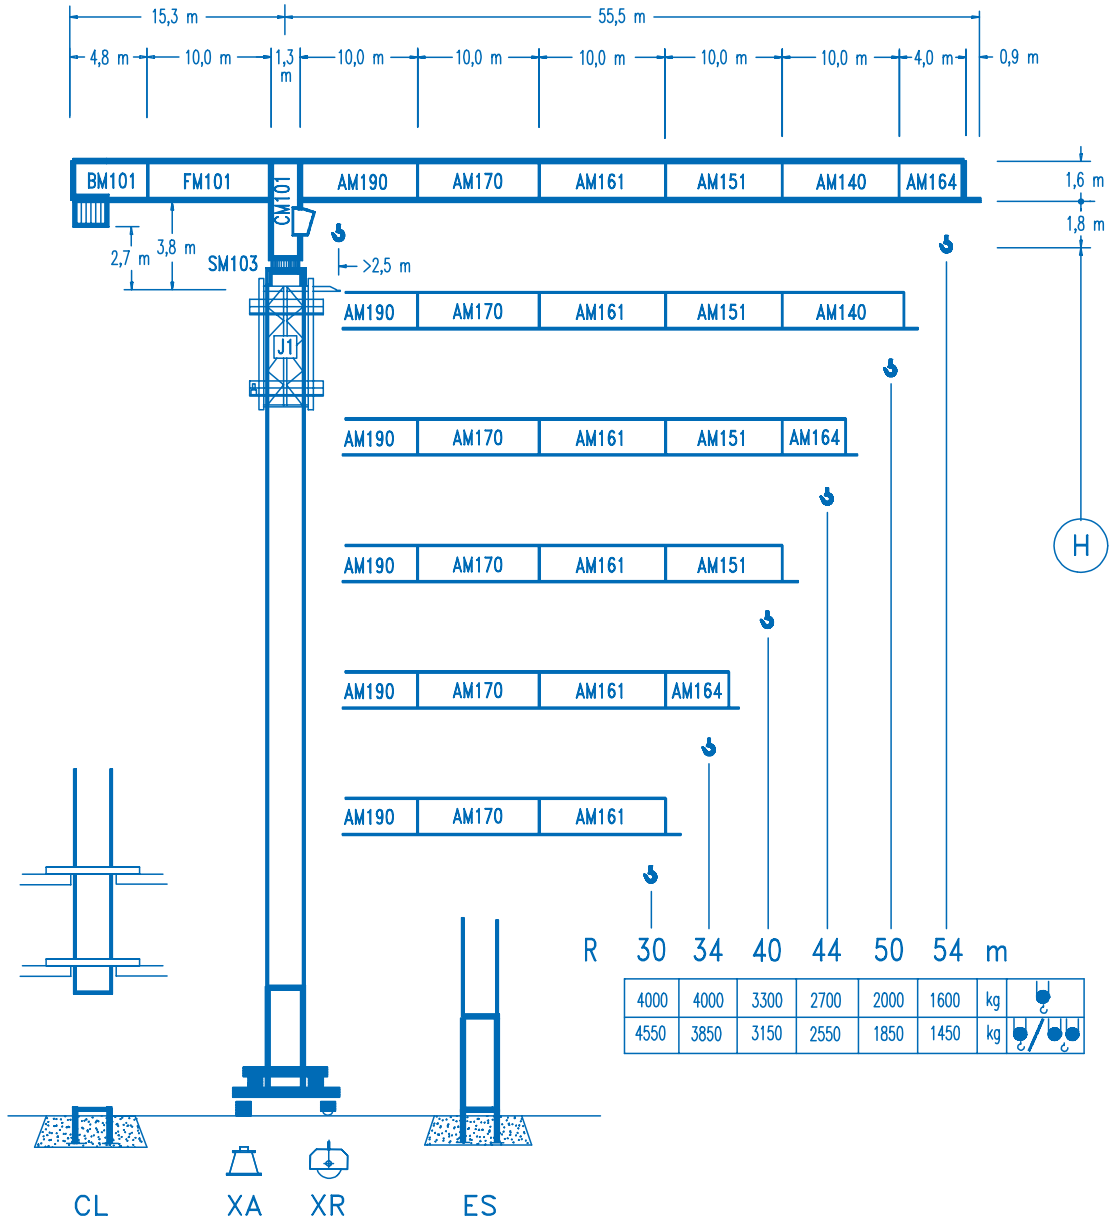 15,3 m 55,5 m
4,8 m 10,0 m 1,3 m 10,0 m 10,0 m 10,0 m 10,0 m 10,0 m 4,0 m 0,9 m
BM101 FM101 CM101 AM190 AM170 AM161 AM151 AM140 AM164
1,6 m
1,8 m
2,7 m 3,8 m SM103 >2,5 m
AM190 AM170 AM161 AM151 AM140
J1
AM190 AM170 AM161 AM151 AM164
H
AM190 AM170 AM161 AM151
AM190 AM170 AM161 AM164
AM190 AM170 AM161
R 30 34 40 44 50 54 m
4000 4000 3300 2700 2000 1600 kg
4550 3850 3150 2550 1850 1450 kg
CL XA XR ES